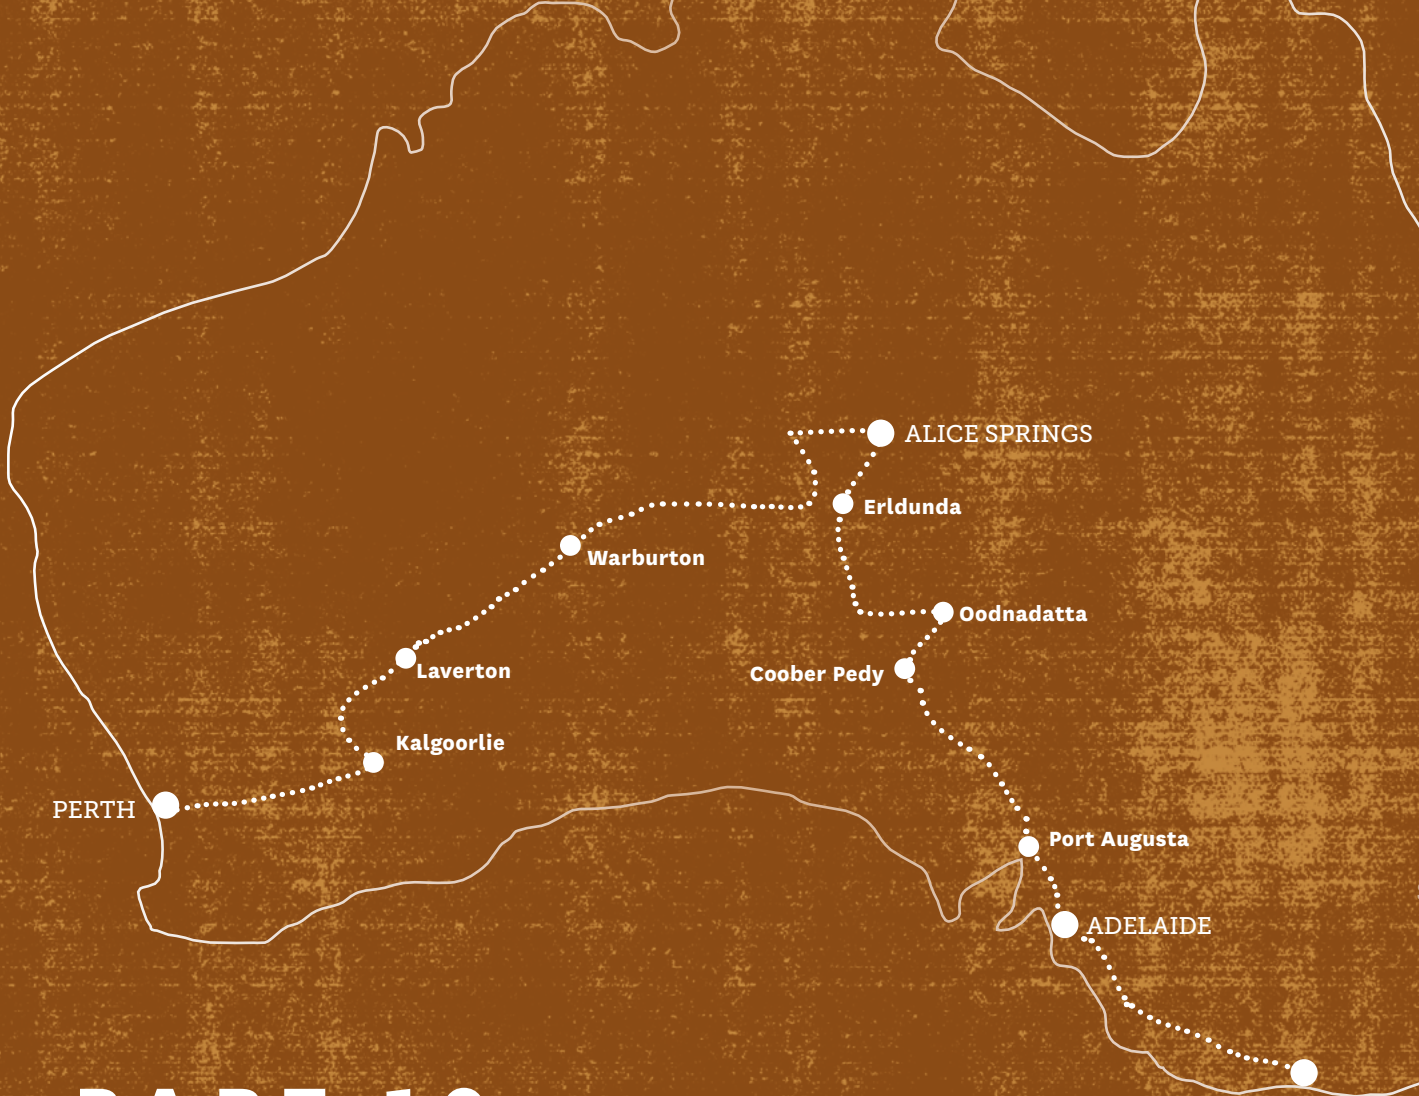 ALICE SPRINGS
Erldunda
Warburton
Oodnadatta
Laverton
Coober Pedy
Kalgoorlie
PERTH
Port Augusta
ADELAIDE